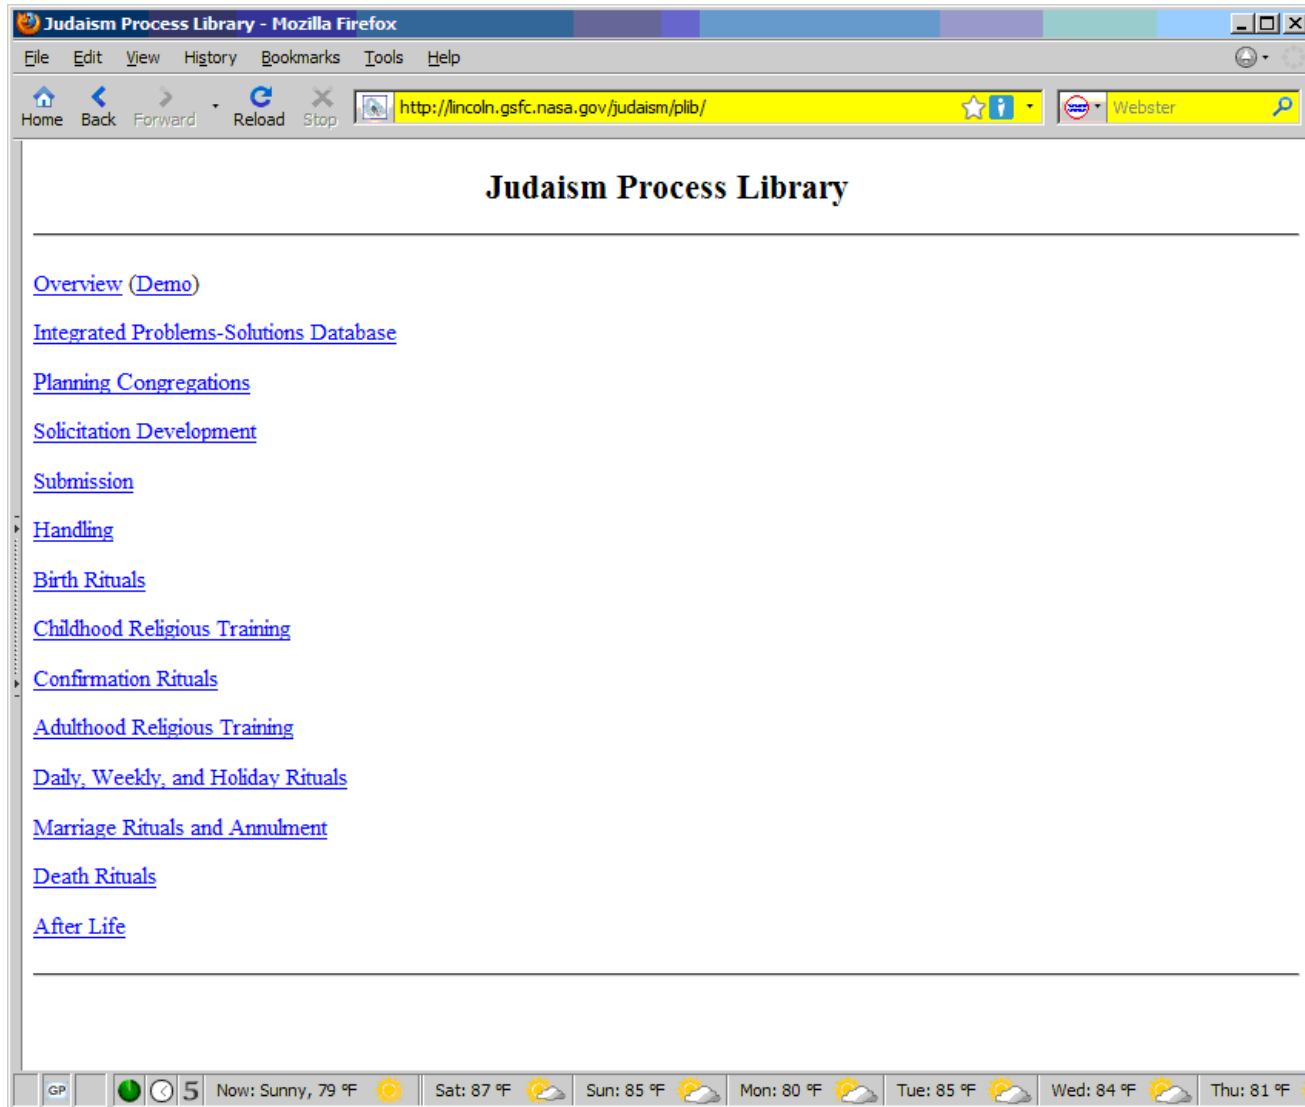 Judaism Process Library - Mozilla Firefox
File Edit View History Bookmarks Tools Help
Home Back Forward Reload Stop http://lincoln.gsfc.nasa.gov/judaism/plib/ Webster
Judaism Process Library
Overview (Demo)
Integrated Problems-Solutions Database
Planning Congregations
Solicitation Development
Submission
Handling
Birth Rituals
Childhood Religious Training
Confirmation Rituals
Adulthood Religious Training
Daily, Weekly, and Holiday Rituals
Marriage Rituals and Annulment
Death Rituals
After Life
GP 5 Now: Sunny, 79 °F Sat: 87 °F Sun: 85 °F Mon: 80 °F Tue: 85 °F Wed: 84 °F Thu: 81 °F